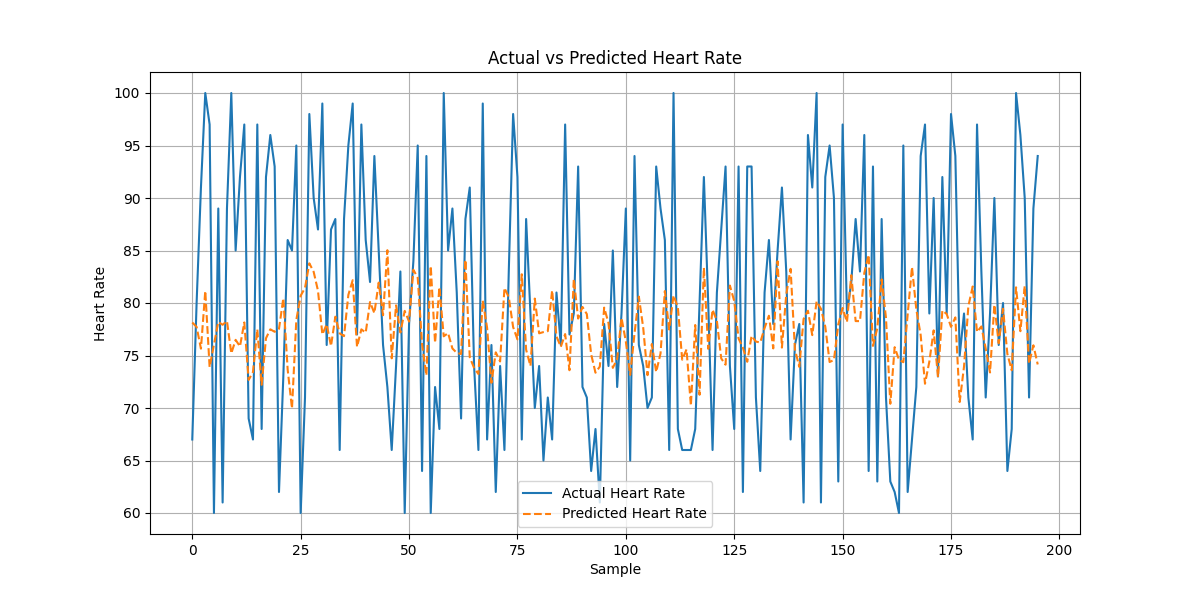 Actual vs Predicted Heart Rate
Heart Rate
100
95
90
85
80
75
70
65
60
Actual Heart Rate
Predicted Heart Rate
0 25 50 75 100 125 150 175 200
Sample